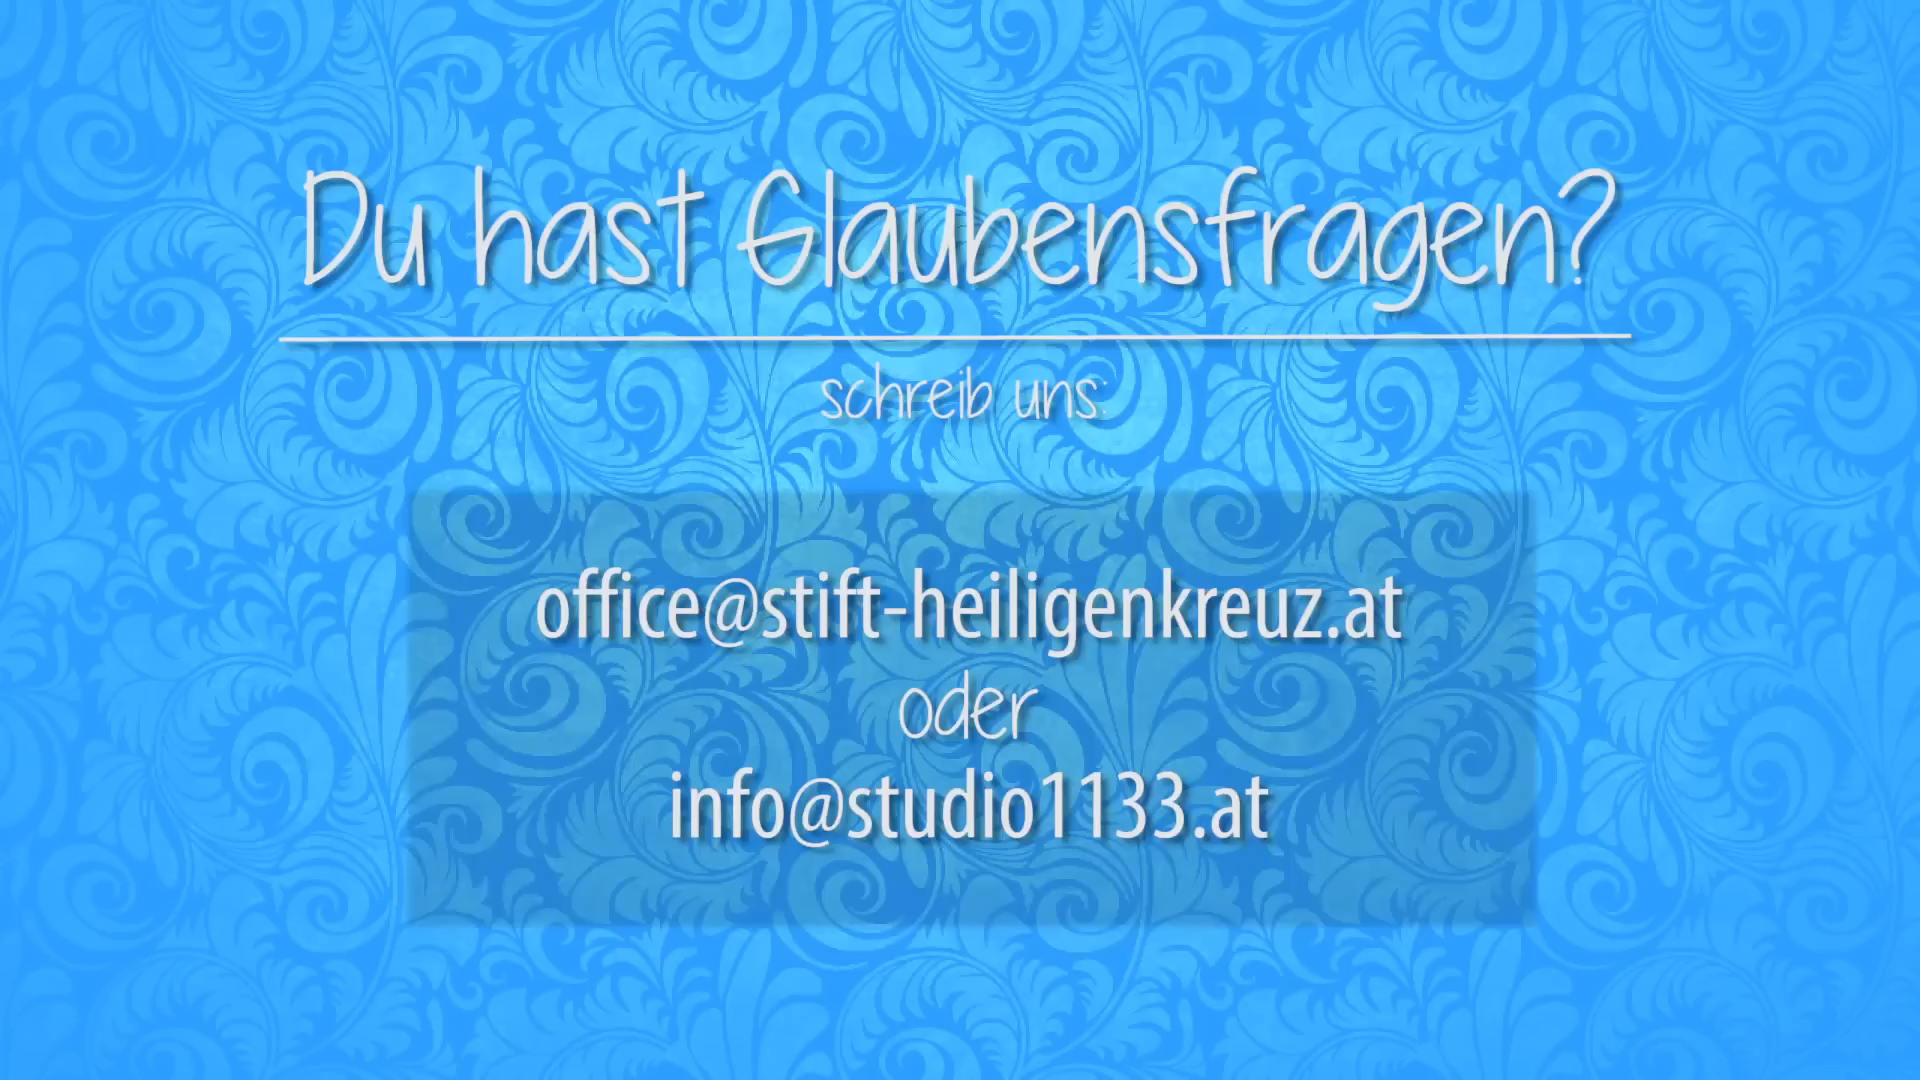 Du hast Glaubensfragen?
schreib uns:
office@stift-heiligenkreuz.at
oder
info@studio1133.at